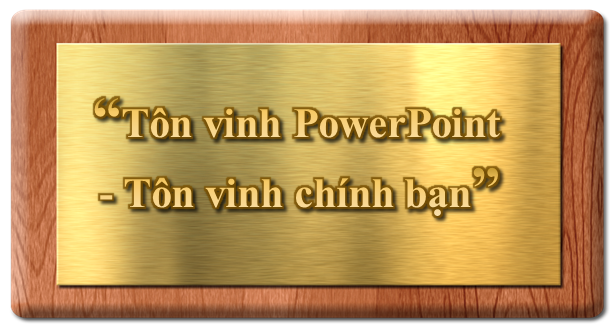 “Tôn vinh PowerPoint
- Tôn vinh chính bạn”